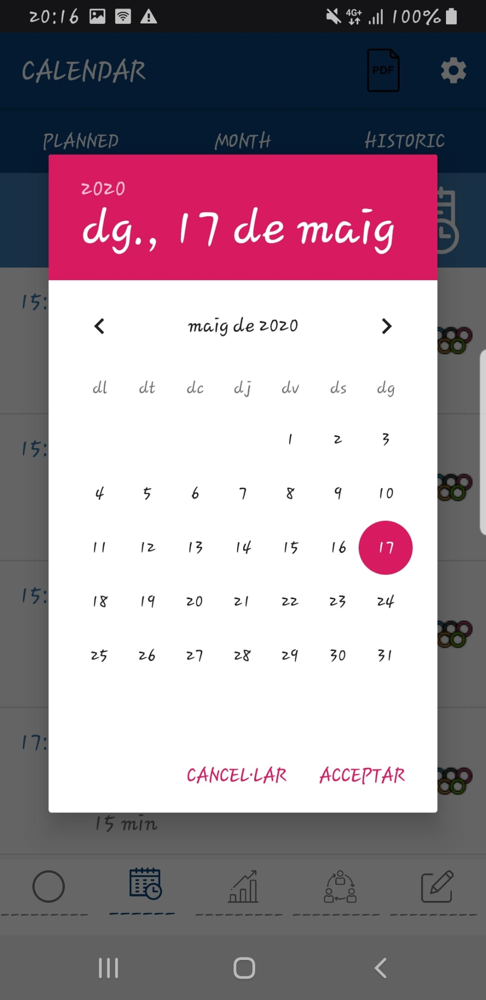 20:16 4G+ 100%
CALENDAR PDF
PLANNED MONTH HISTORIC
2020
dg., 17 de maig
15:
maig de 2020
dl dt dc dj dv ds dg
1 2 3
15:
4 5 6 7 8 9 10
11 12 13 14 15 16 17
15:
18 19 20 21 22 23 24
25 26 27 28 29 30 31
17:
CANCEL·LAR ACCEPTAR
15 min